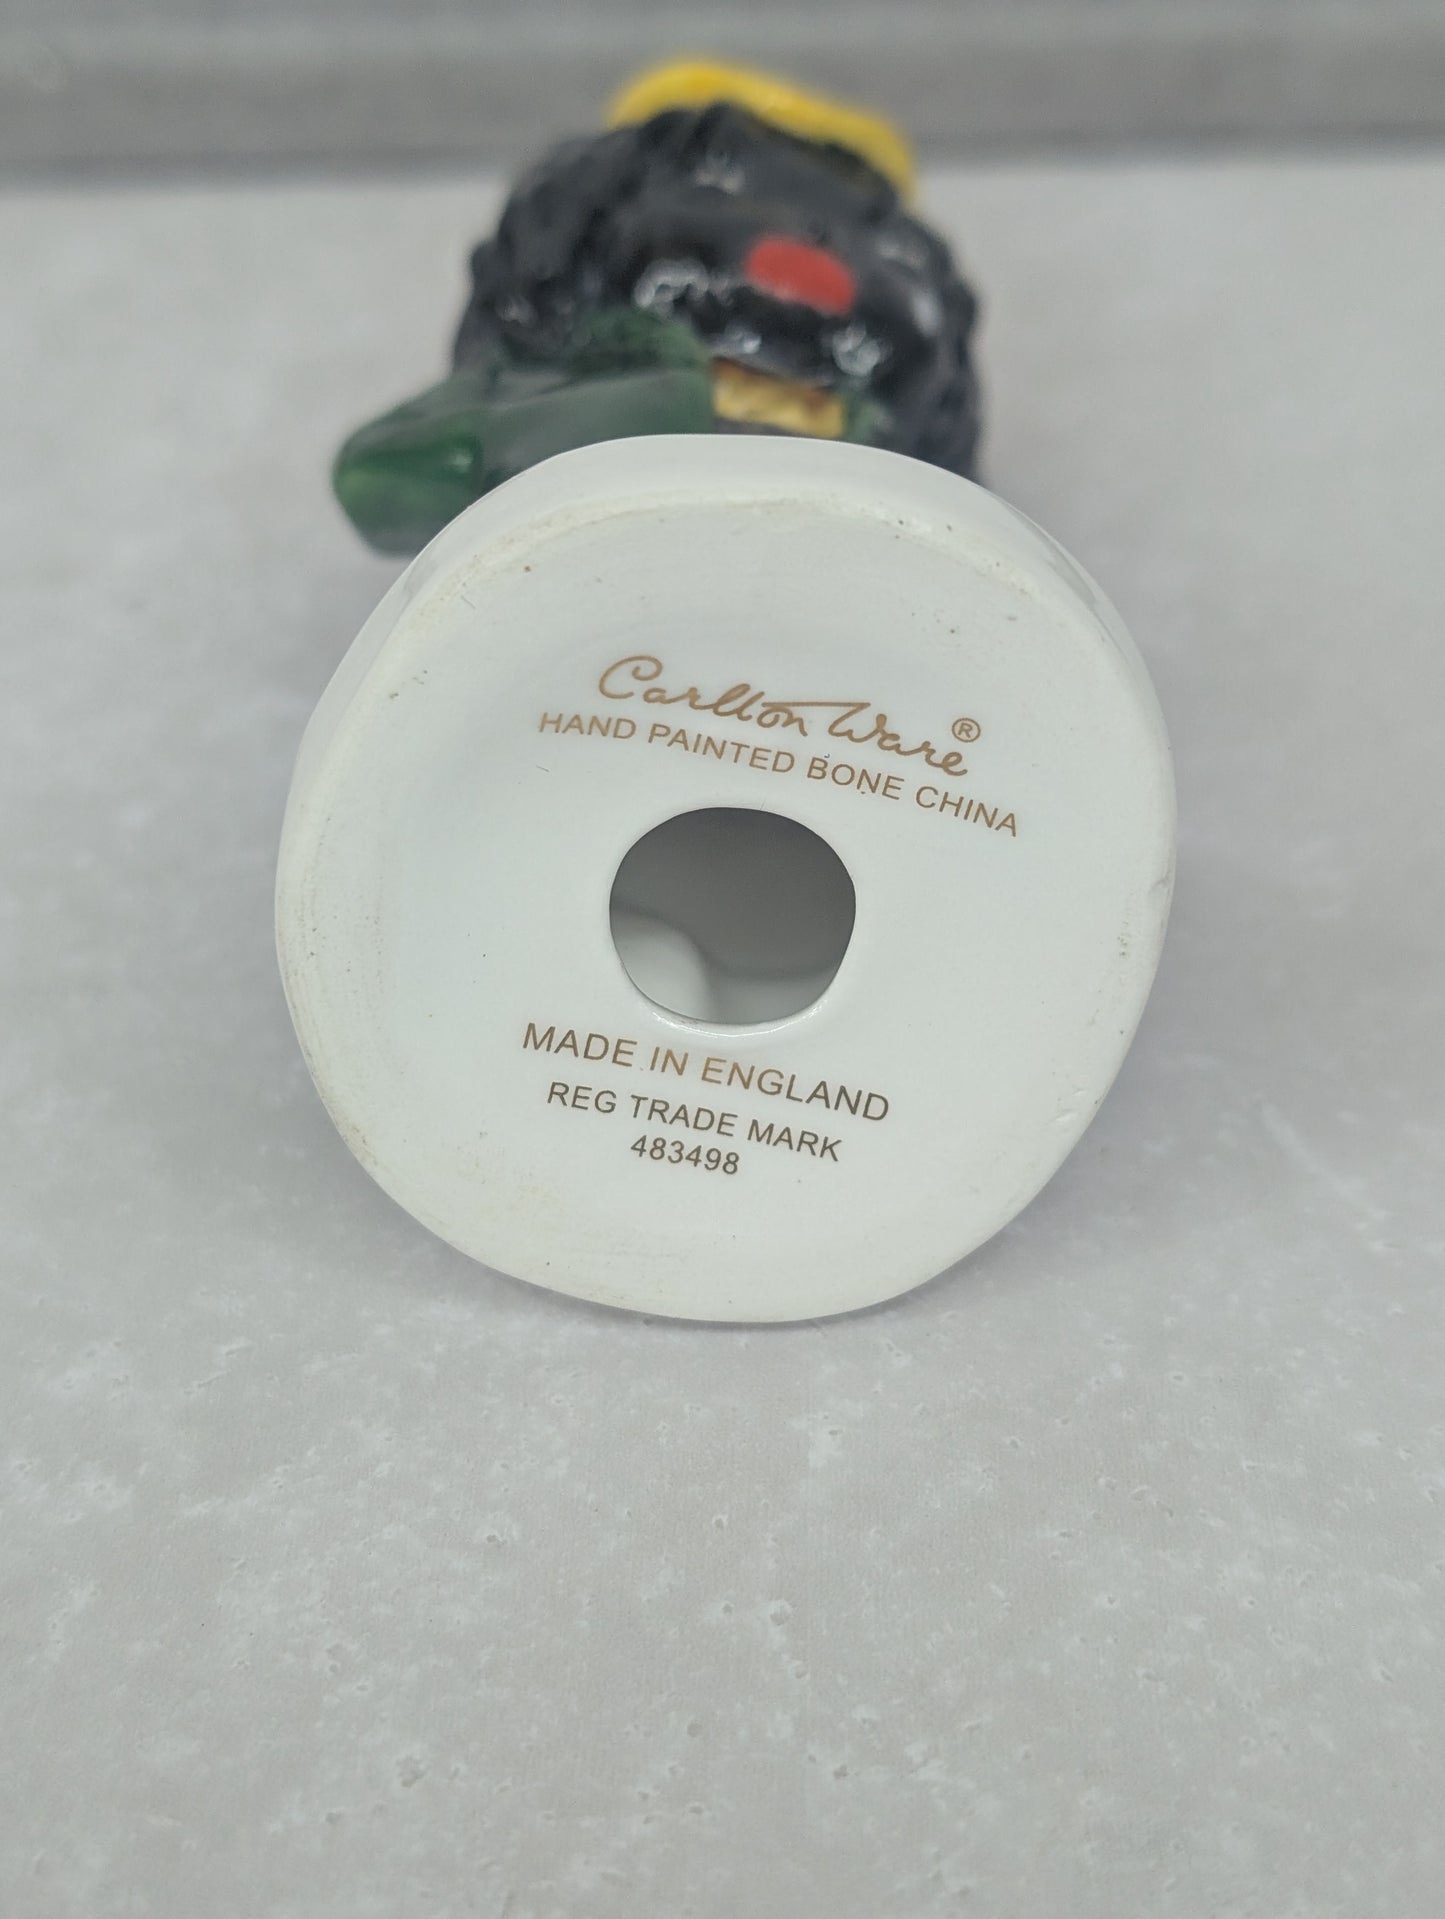 Carlton Ware ®
HAND PAINTED BONE CHINA
MADE IN ENGLAND
REG TRADE MARK
483498